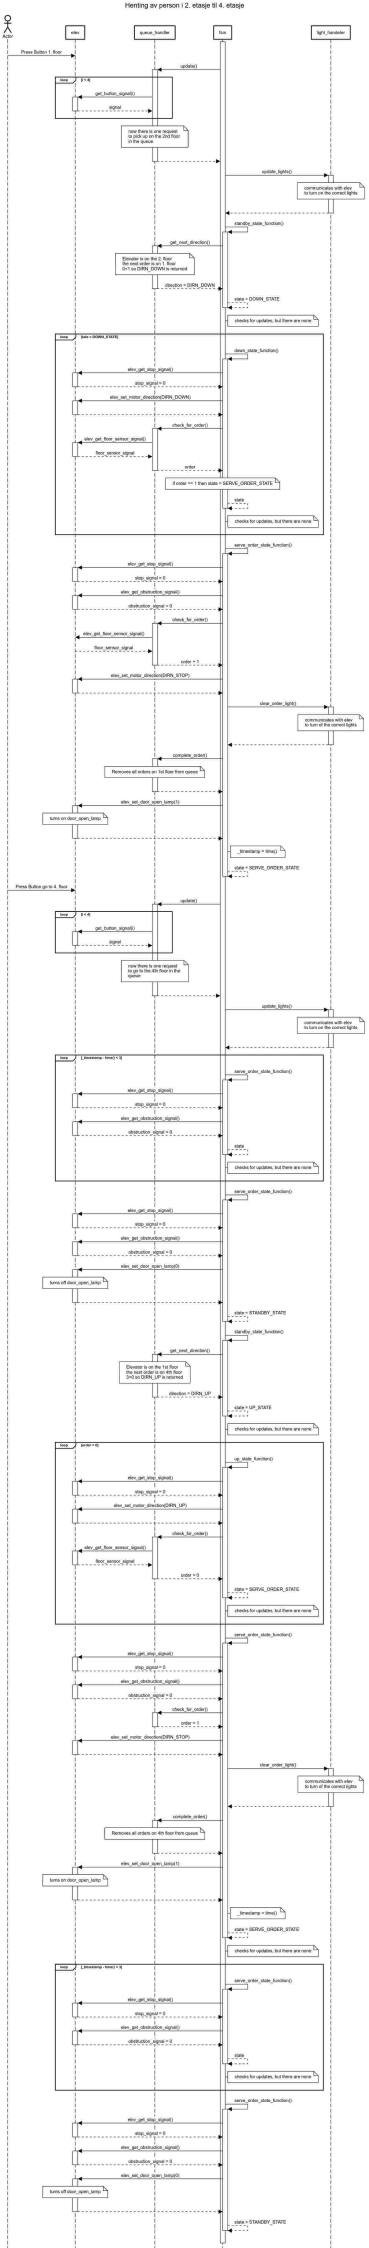 Henting av person i 2. etasje til 4. etasje
Actor
elev
queue_handler
fsm
light_handeler
Press Button 1. floor
update()
loop
[i < 4]
get_button_signal()
signal
now there is one request
to pick up on the 2nd floor
in the queue
update_lights()
communicates with elev
to turn on the correct lights
standby_state_function()
get_next_direction()
Elevator is on the 2. floor
the next order is on 1. floor
0<1 so DIRN_DOWN is returned
direction = DIRN_DOWN
state = DOWN_STATE
checks for updates, but there are none
loop
down_state_function()
elev_get_stop_signal()
stop_signal = 0
elev_set_motor_direction(DIRN_DOWN)
check_for_order()
elev_get_floor_sensor_signal()
floor_sensor_signal
order
if order == 1 then state = SERVE_ORDER_STATE
state
checks for updates, but there are none
serve_order_state_function()
elev_get_stop_signal()
stop_signal = 0
elev_get_obstruction_signal()
obstruction_signal = 0
check_for_order()
elev_get_floor_sensor_signal()
floor_sensor_signal
order = 1
elev_set_motor_direction(DIRN_STOP)
clear_order_light()
communicates with elev
to turn of the correct lights
complete_order()
Removes all orders on 1st floor from queue
elev_set_door_open_lamp(1)
turns on door_open_lamp
_timestamp = time()
state = SERVE_ORDER_STATE
Press Button go to 4. floor
update()
loop
[i < 4]
get_button_signal()
signal
now there is one request
to go to the 4th floor in the
queue
update_lights()
communicates with elev
to turn on the correct lights
loop
[_timestamp - time() < 3]
serve_order_state_function()
elev_get_stop_signal()
stop_signal = 0
elev_get_obstruction_signal()
obstruction_signal = 0
state
checks for updates, but there are none
serve_order_state_function()
elev_get_stop_signal()
stop_signal = 0
elev_get_obstruction_signal()
obstruction_signal = 0
elev_set_door_open_lamp(0)
turns off door_open_lamp
state = STANDBY_STATE
standby_state_function()
get_next_direction()
Elevater is on the 1st floor
the next order is on 4th floor
3>0 so DIRN_UP is returned
direction = DIRN_UP
state = UP_STATE
checks for updates, but there are none
loop
[order = 0]
up_state_function()
elev_get_stop_signal()
stop_signal = 0
elev_set_motor_direction(DIRN_UP)
check_for_order()
elev_get_floor_sensor_signal()
floor_sensor_signal
order = 0
state = SERVE_ORDER_STATE
checks for updates, but there are none
serve_order_state_function()
elev_get_stop_signal()
stop_signal = 0
elev_get_obstruction_signal()
obstruction_signal = 0
check_for_order()
order = 1
elev_set_motor_direction(DIRN_STOP)
clear_order_light()
communicates with elev
to turn of the correct lights
complete_order()
Removes all orders on 4th floor from queue
elev_set_door_open_lamp(1)
turns on door_open_lamp
_timestamp = time()
state = SERVE_ORDER_STATE
checks for updates, but there are none
loop
serve_order_state_function()
elev_get_stop_signal()
stop_signal = 0
elev_get_obstruction_signal()
obstruction_signal = 0
state
checks for updates, but there are none
serve_order_state_function()
elev_get_stop_signal()
stop_signal = 0
elev_get_obstruction_signal()
obstruction_signal = 0
elev_set_door_open_lamp(0)
turns off door_open_lamp
state = STANDBY_STATE